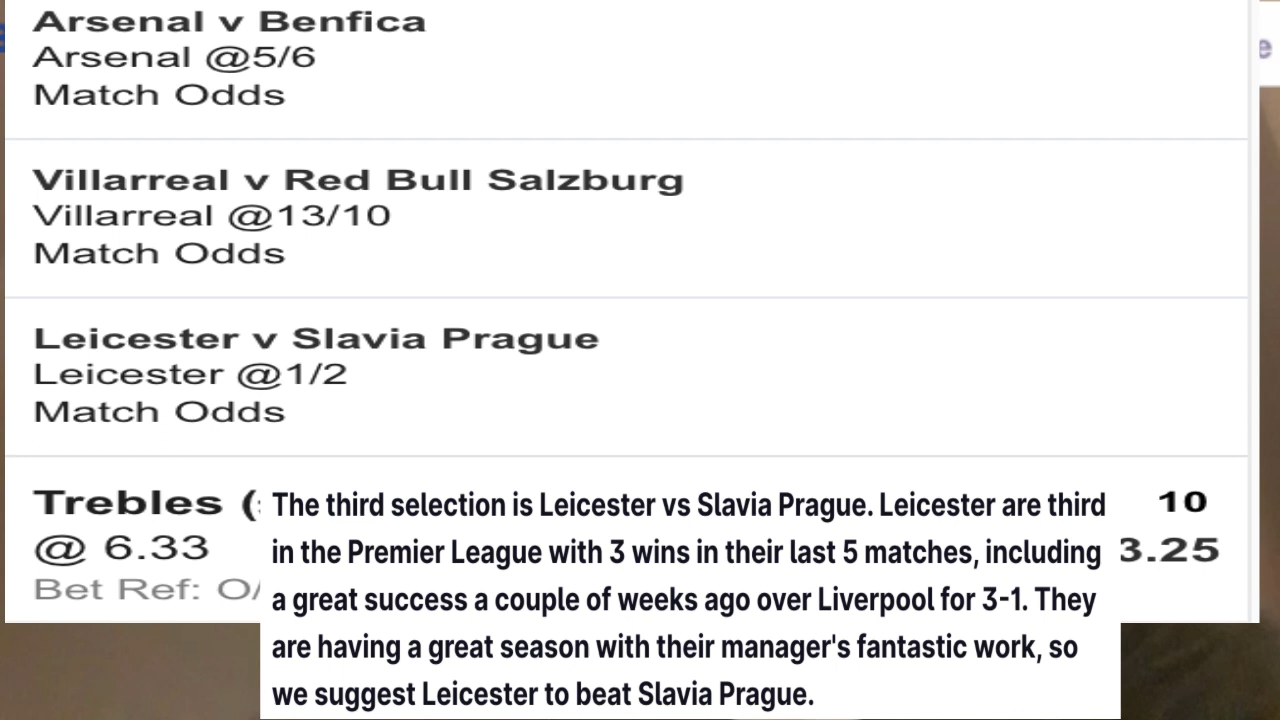 Arsenal v Benfica
Arsenal @5/6
Match Odds
Villarreal v Red Bull Salzburg
Villarreal @13/10
Match Odds
Leicester v Slavia Prague
Leicester @1/2
Match Odds
Trebles (
10
@ 6.33
3.25
Bet Ref: O/
The third selection is Leicester vs Slavia Prague. Leicester are third
in the Premier League with 3 wins in their last 5 matches, including
a great success a couple of weeks ago over Liverpool for 3-1. They
are having a great season with their manager's fantastic work, so
we suggest Leicester to beat Slavia Prague.